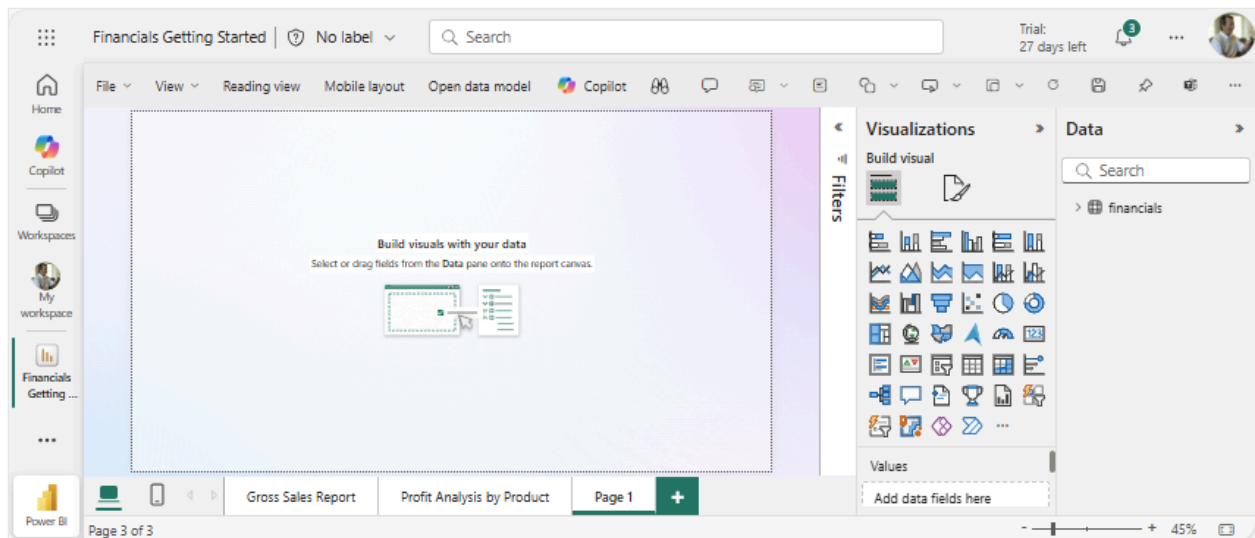 Financials Getting Started No label Search Trial:
27 days left 3
Home
Copilot
Workspaces
My
workspace
Financials
Getting ...
Power BI
File View Reading view Mobile layout Open data model Copilot
Build visuals with your data
Select or drag fields from the Data pane onto the report canvas.
Filters
Visualizations
Build visual
123
Values
Add data fields here
Data
Search
financials
Gross Sales Report Profit Analysis by Product Page 1 +
Page 3 of 3
- + 45%